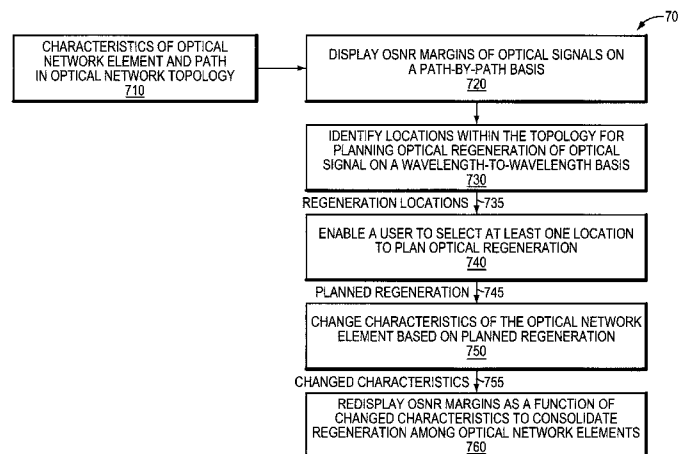 70
CHARACTERISTICS OF OPTICAL
NETWORK ELEMENT AND PATH
IN OPTICAL NETWORK TOPOLOGY
710
DISPLAY OSNR MARGINS OF OPTICAL SIGNALS ON
A PATH-BY-PATH BASIS
720
IDENTIFY LOCATIONS WITHIN THE TOPOLOGY FOR
PLANNING OPTICAL REGENERATION OF OPTICAL
SIGNAL ON A WAVELENGTH-TO-WAVELENGTH BASIS
730
REGENERATION LOCATIONS 735
ENABLE A USER TO SELECT AT LEAST ONE LOCATION
TO PLAN OPTICAL REGENERATION
740
PLANNED REGENERATION 745
CHANGE CHARACTERISTICS OF THE OPTICAL NETWORK
ELEMENT BASED ON PLANNED REGENERATION
750
CHANGED CHARACTERISTICS 755
REDISPLAY OSNR MARGINS AS A FUNCTION OF
CHANGED CHARACTERISTICS TO CONSOLIDATE
REGENERATION AMONG OPTICAL NETWORK ELEMENTS
760